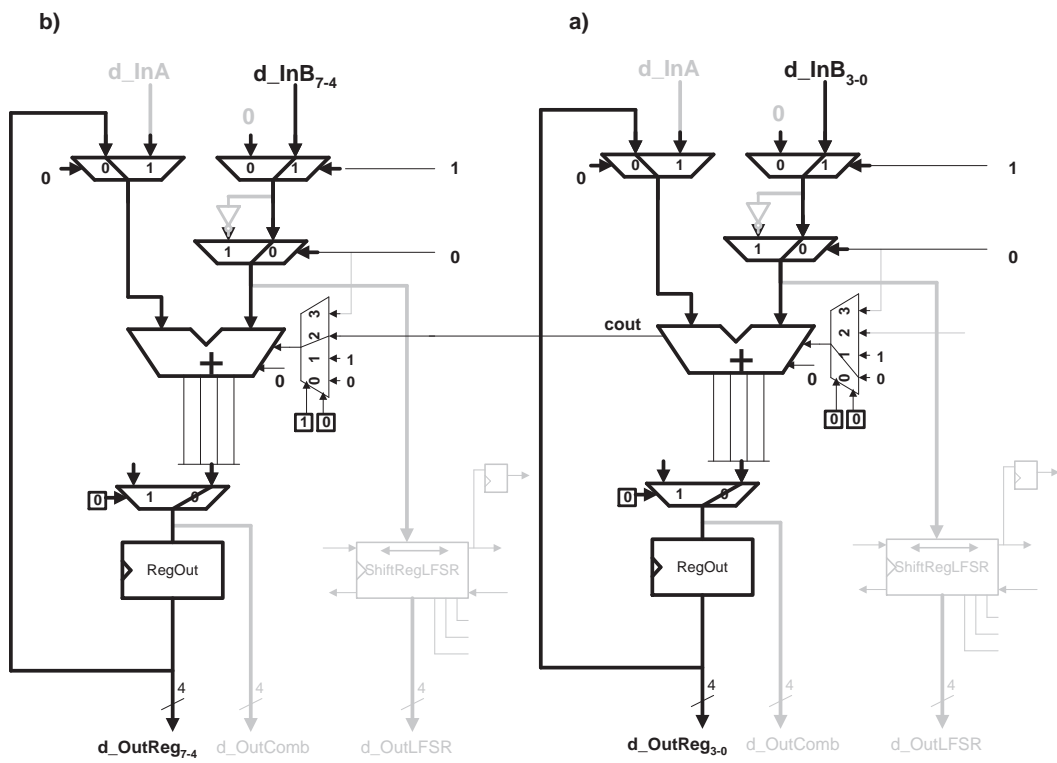 b)
a)
d_InA
d_InB7-4
d_InA
d_InB3-0
0
0
0 1
0 1
0 1
0 1
0
1
0
1
1 0
1 0
0
0
3
2
1
0
3
2
1
0
cout
+
+
1
0
0
1
0
0
1 0
0 0
0
1 0
0
1 0
RegOut
ShiftRegLFSR
RegOut
ShiftRegLFSR
4
4
4
4
4
4
d_OutReg7-4
d_OutComb
d_OutLFSR
d_OutReg3-0
d_OutComb
d_OutLFSR